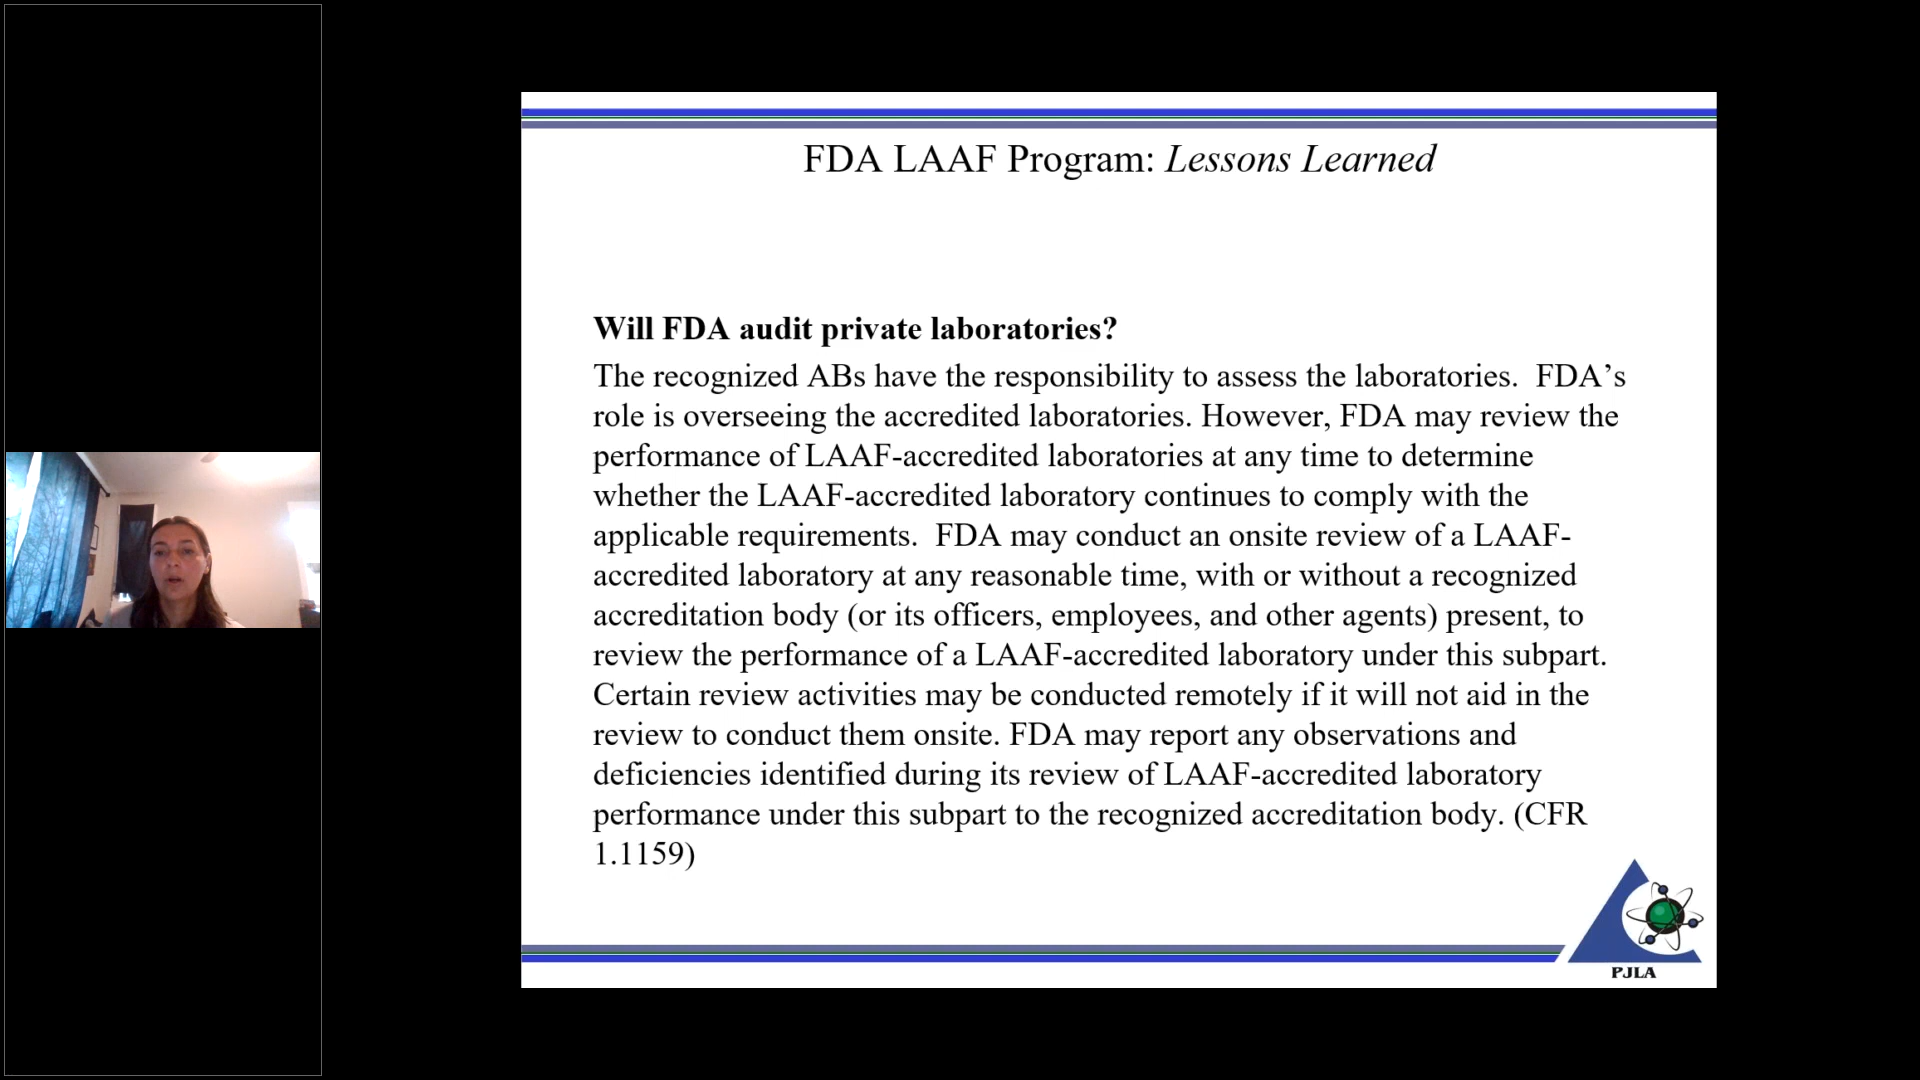 FDA LAAF Program: Lessons Learned
Will FDA audit private laboratories?
The recognized ABs have the responsibility to assess the laboratories.  FDA’s
role is overseeing the accredited laboratories. However, FDA may review the
performance of LAAF-accredited laboratories at any time to determine
whether the LAAF-accredited laboratory continues to comply with the
applicable requirements.  FDA may conduct an onsite review of a LAAF-
accredited laboratory at any reasonable time, with or without a recognized
accreditation body (or its officers, employees, and other agents) present, to
review the performance of a LAAF-accredited laboratory under this subpart.
Certain review activities may be conducted remotely if it will not aid in the
review to conduct them onsite. FDA may report any observations and
deficiencies identified during its review of LAAF-accredited laboratory
performance under this subpart to the recognized accreditation body. (CFR
1.1159)
PJLA